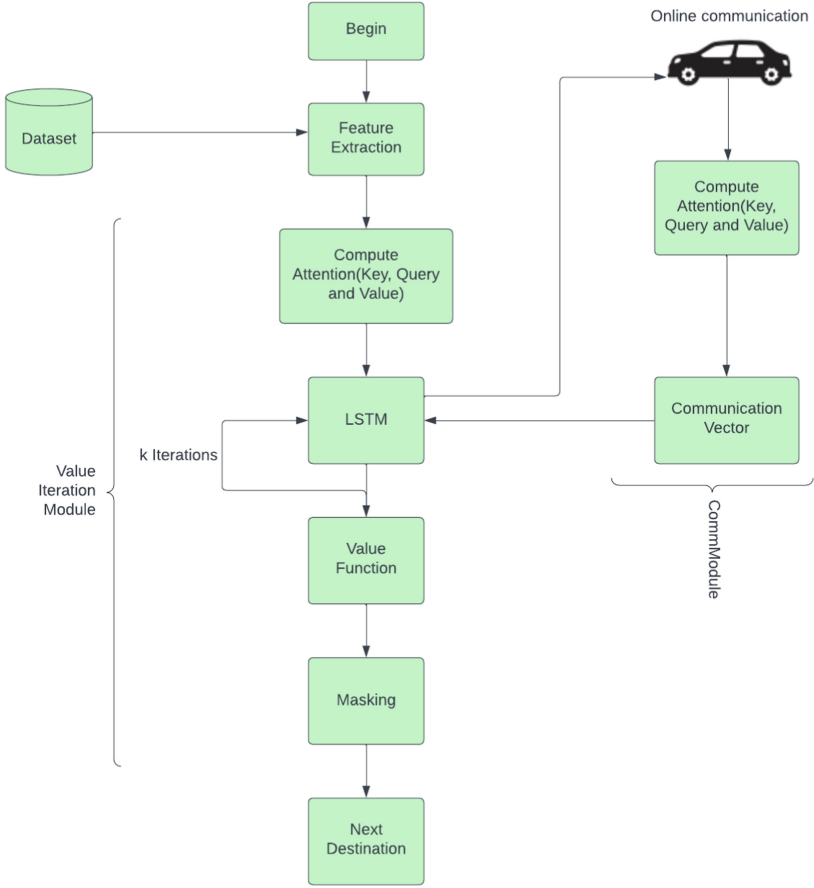 Begin
Online communication
Dataset
Feature
Extraction
Compute
Attention(Key,
Query and Value)
Compute
Attention(Key, Query
and Value)
LSTM
Communication
Vector
k Iterations
Value
Iteration
Module
CommModule
Value
Function
Masking
Next
Destination